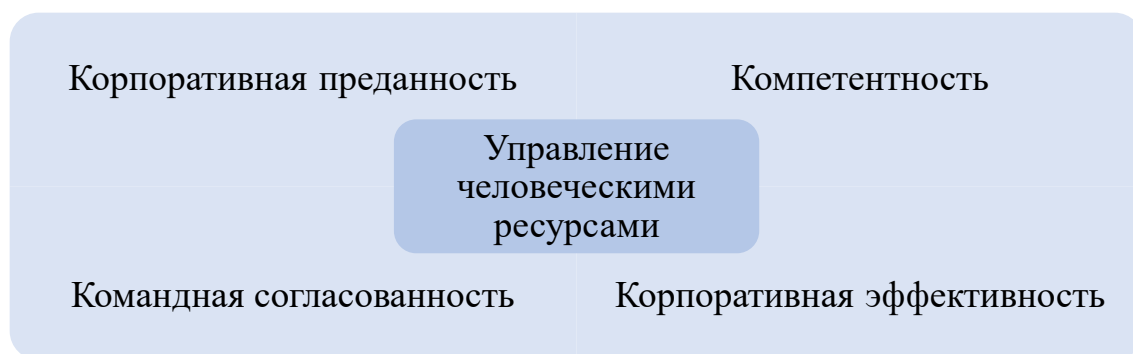 Корпоративная преданность
Компетентность
Управление
человеческими
ресурсами
Командная согласованность
Корпоративная эффективность